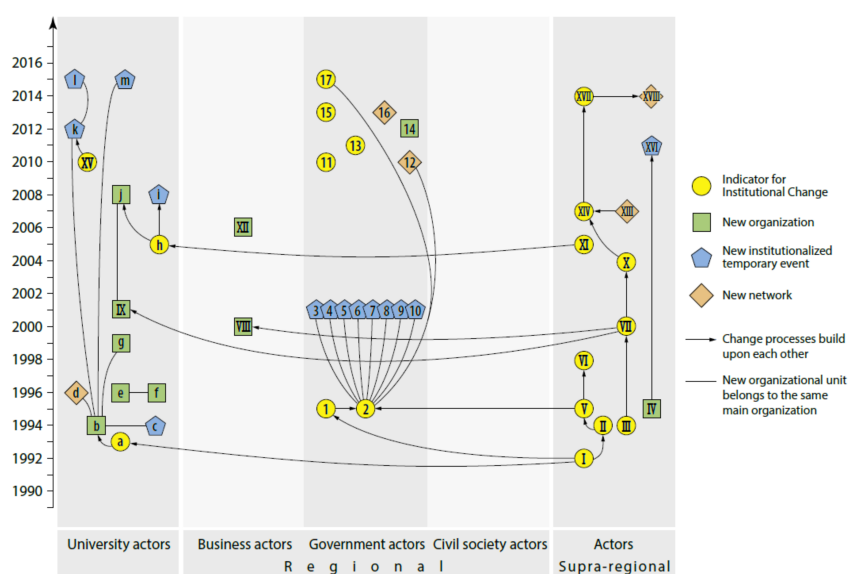 2016
2014
2012
2010
2008
2006
2004
2002
2000
1998
1996
1994
1992
1990
l
m
k
XV
j
i
h
IX
g
d
e
f
b
c
a
XII
VIII
17
15
16
14
13
11
12
3 4 5 6 7 8 9 10
1
2
XVII
XVIII
XVI
XIV
XIII
XI
X
VII
VI
V
IV
II
III
I
Indicator for
Institutional Change
New organization
New institutionalized
temporary event
New network
Change processes build
upon each other
New organizational unit
belongs to the same
main organization
University actors
Business actors
Government actors
Civil society actors
Actors
Regional
Supra-regional